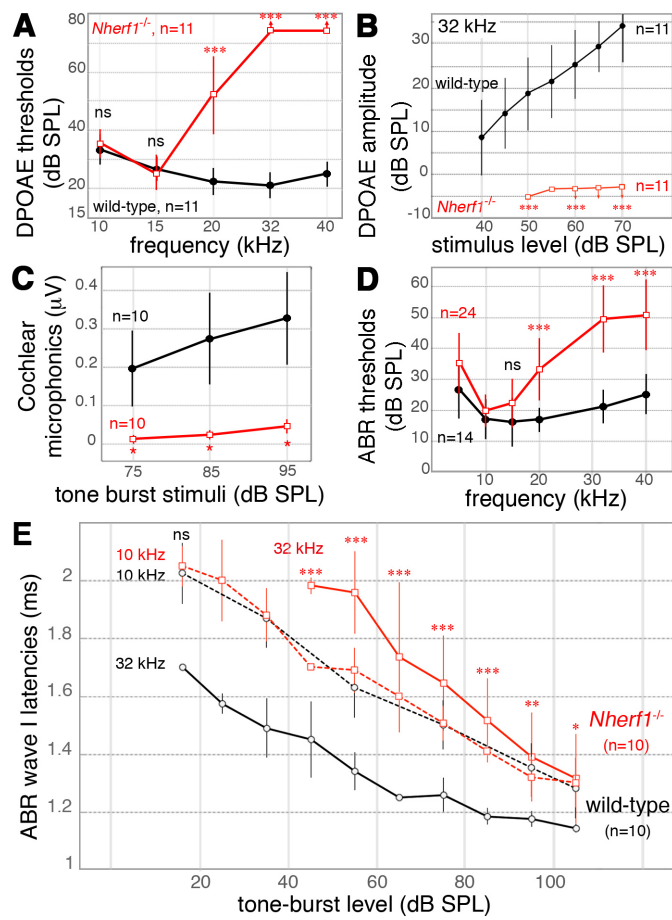 A
Nherf1-/-, n=11
***
***
***
80
60
40
30
20
15
ns
ns
wild-type, n=11
10
15
20
32
40
DPOAE thresholds
(dB SPL)
frequency (kHz)
B
32 kHz
n=11
wild-type
30
20
10
0
-10
n=11
Nherf1-/-
***
***
***
40
50
60
70
DPOAE amplitude
(dB SPL)
stimulus level (dB SPL)
C
0.4
0.3
0.2
0.1
0
n=10
n=10
*
*
*
75
85
95
Cochlear
microphonics (µV)
tone burst stimuli (dB SPL)
D
60
50
40
30
20
10
0
n=24
ns
***
***
***
n=14
10
20
30
40
ABR thresholds
(dB SPL)
frequency (kHz)
E
2
1.8
1.6
1.4
1.2
1
ns
10 kHz
10 kHz
32 kHz
32 kHz
***
***
***
***
***
**
*
Nherf1-/-
(n=10)
wild-type
(n=10)
20
40
60
80
100
ABR wave I latencies (ms)
tone-burst level (dB SPL)